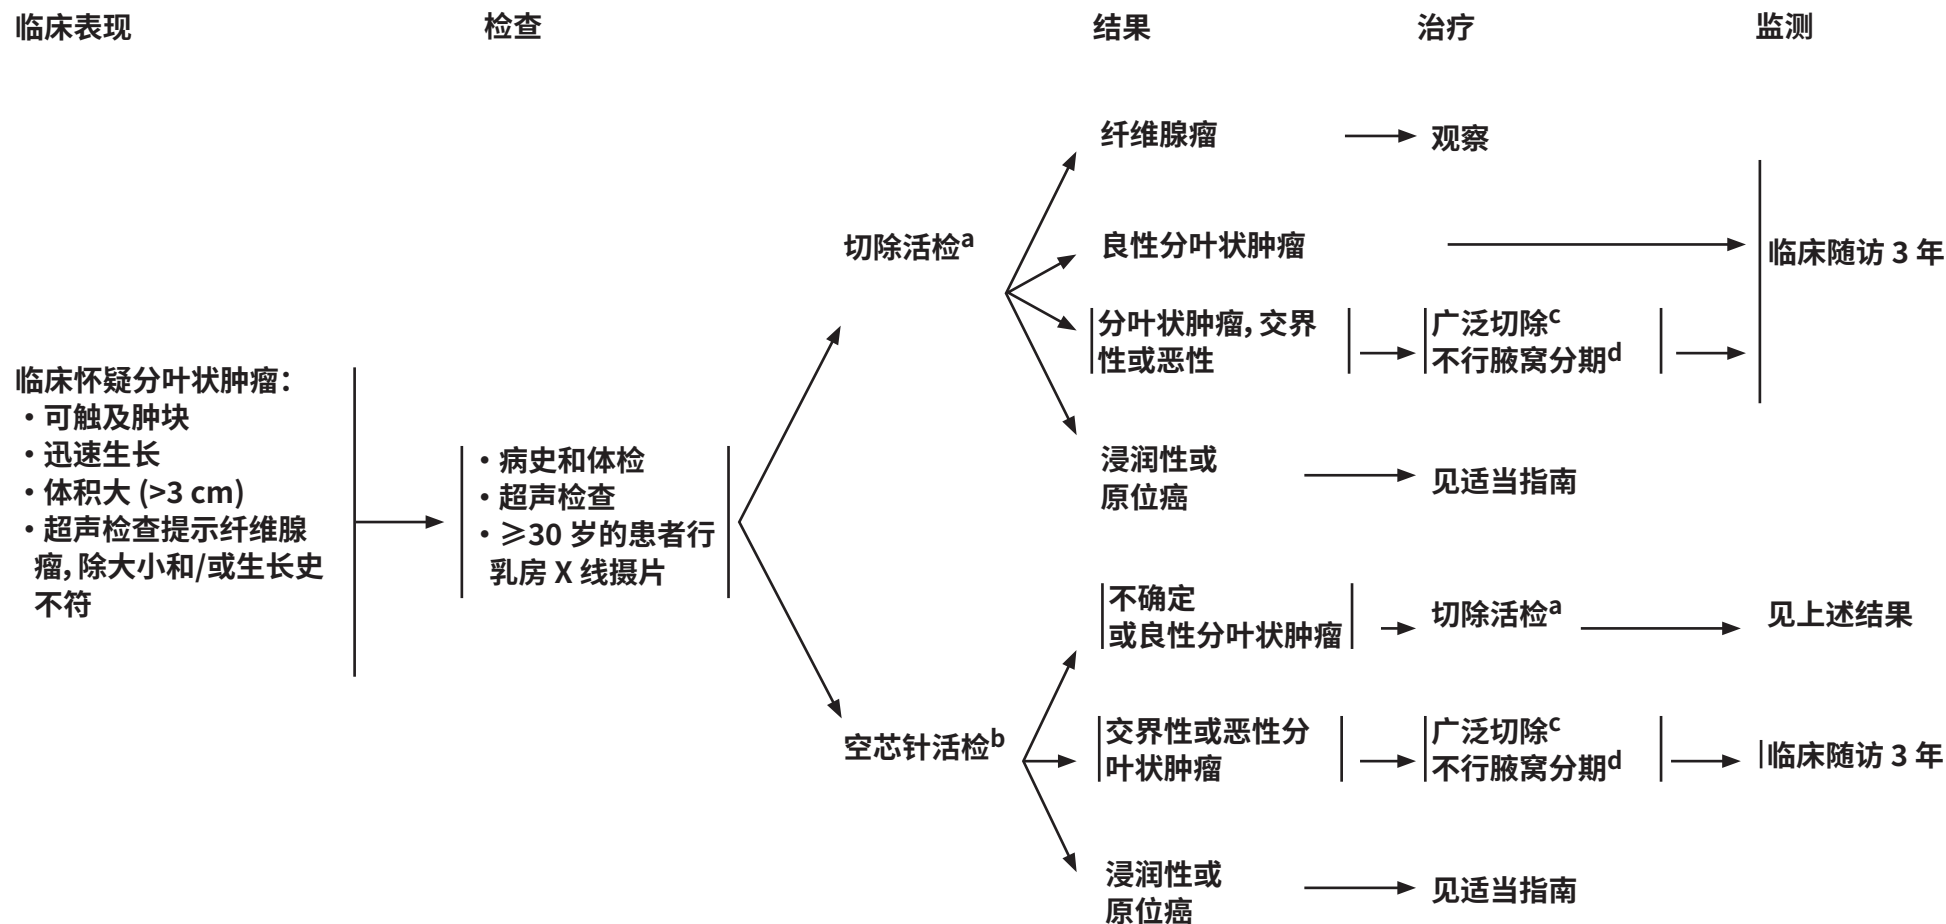 临床表现
检查
结果
治疗
监测
临床怀疑分叶状肿瘤：
• 可触及肿块
• 迅速生长
• 体积大 (>3 cm)
• 超声检查提示纤维腺
瘤，除大小和/或生长史
不符
• 病史和体检
• 超声检查
• ≥30 岁的患者行
乳房 X 线摄片
切除活检a
纤维腺瘤
观察
良性分叶状肿瘤
临床随访 3 年
分叶状肿瘤，交界
性或恶性
广泛切除c
不行腋窝分期d
浸润性或
原位癌
见适当指南
空芯针活检b
不确定
或良性分叶状肿瘤
切除活检a
见上述结果
交界性或恶性分
叶状肿瘤
广泛切除c
不行腋窝分期d
临床随访 3 年
浸润性或
原位癌
见适当指南